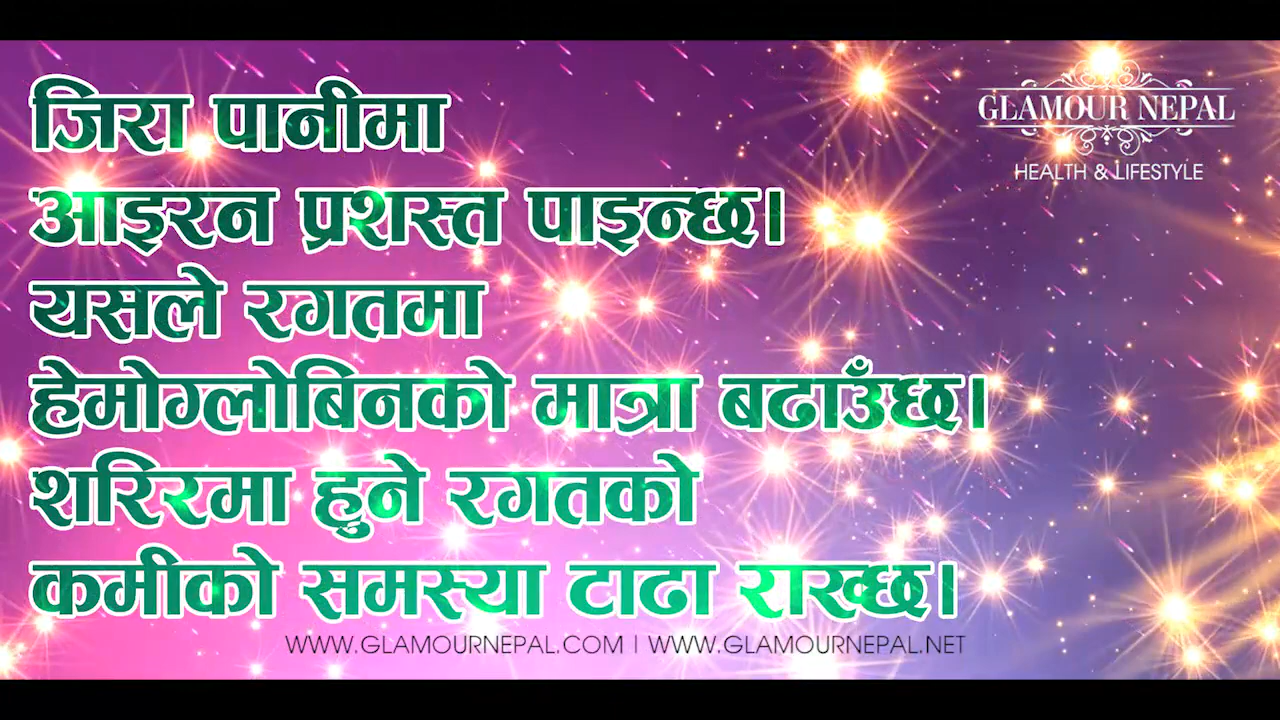 जिरा पानीमा
आइरन प्रशस्त पाइन्छ।
यसले रगतमा
हेमोग्लोबिनको मात्रा बढाउँछ।
शरिरमा हुने रगतको
कमीको समस्या टाढा राख्छ।
GLAMOUR NEPAL
HEALTH & LIFESTYLE
WWW.GLAMOURNEPAL.COM | WWW.GLAMOURNEPAL.NET